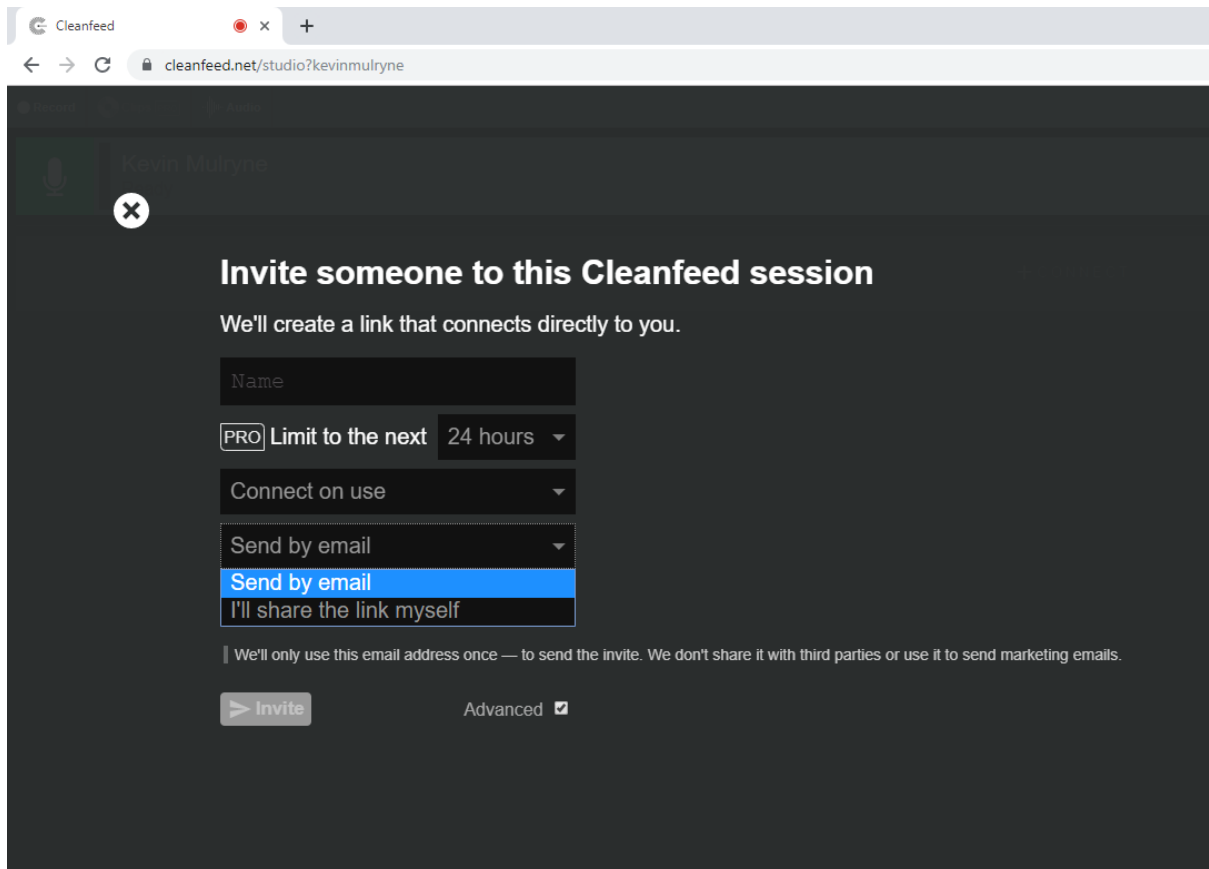 Cleanfeed
cleanfeed.net/studio?kevinmulryne
Record Audio
Kevin Mulryne
Invite someone to this Cleanfeed session
We'll create a link that connects directly to you.
Name
PRO Limit to the next 24 hours
Connect on use
Send by email
Send by email
I'll share the link myself
We'll only use this email address once — to send the invite. We don't share it with third parties or use it to send marketing emails.
Invite Advanced